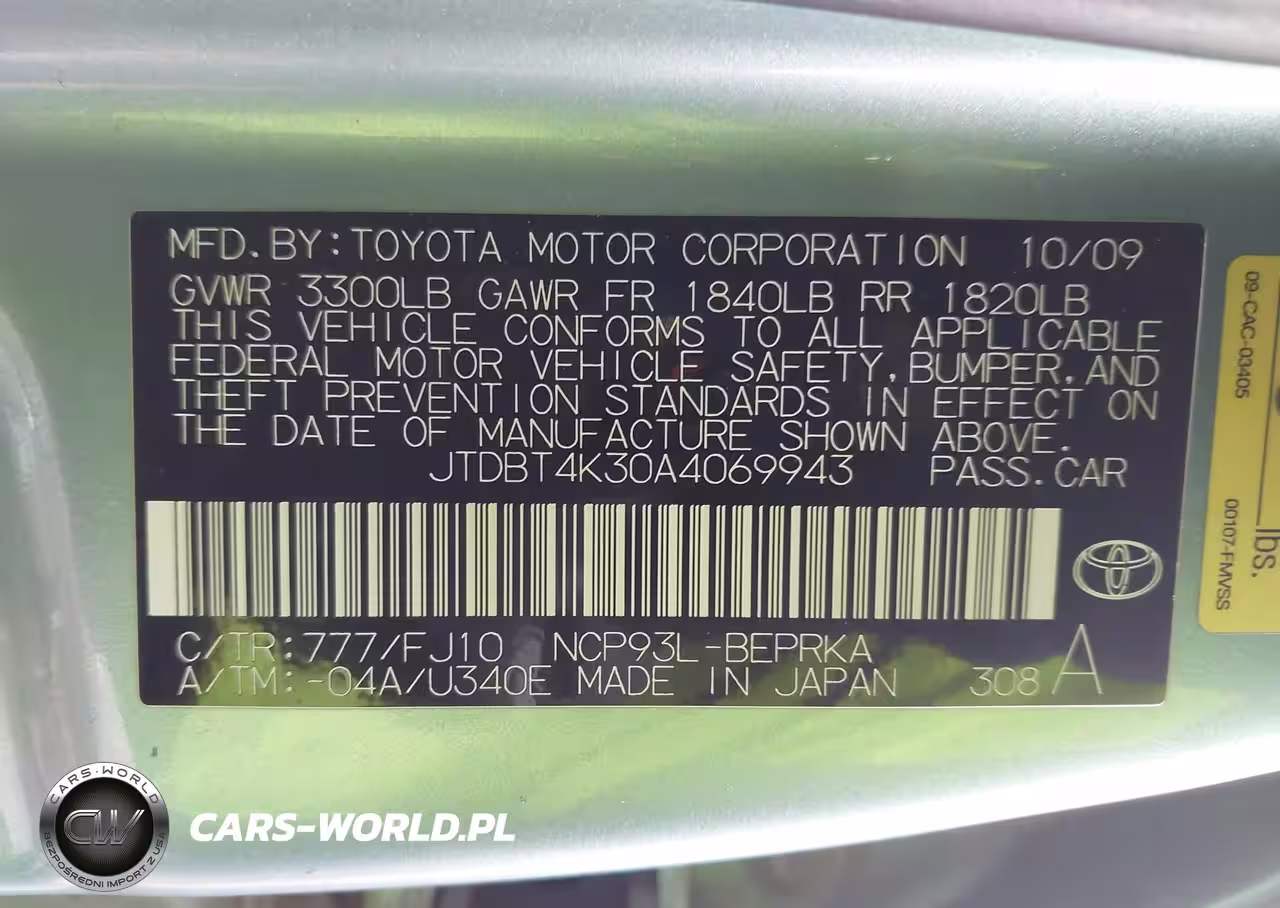 MFD.BY:TOYOTA MOTOR CORPORATION 10/09
GVWR 3300LB GAWR FR 1840LB RR 1820LB
THIS VEHICLE CONFORMS TO ALL APPLICABLE
FEDERAL MOTOR VEHICLE SAFETY,BUMPER,AND
THEFT PREVENTION STANDARDS IN EFFECT ON
THE DATE OF MANUFACTURE SHOWN ABOVE.
JTDBT4K30A4069943 PASS.CAR
C/TR:777/FJ10 NCP93L-BEPRKA
A/TM:-04A/U340E MADE IN JAPAN 308 A
09-CAC-03405
lbs.
00107-FMVSS
CARS-WORLD
CW
BEZPOŚREDNI IMPORT Z USA
CARS-WORLD.PL